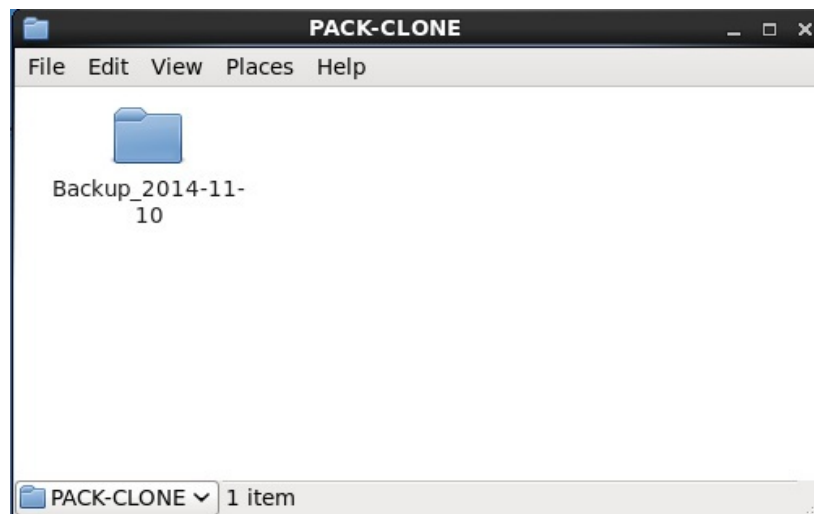 PACK-CLONE
File Edit View Places Help
Backup_2014-11-
10
PACK-CLONE 1 item